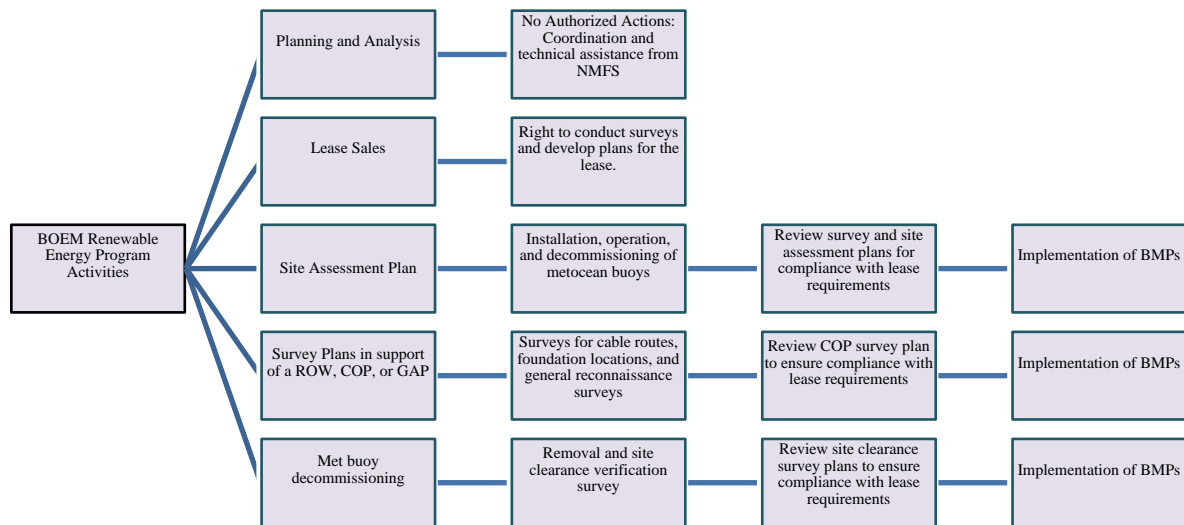 Planning and Analysis
No Authorized Actions:
Coordination and
technical assistance from
NMFS
Lease Sales
Right to conduct surveys
and develop plans for the
lease.
BOEM Renewable
Energy Program
Activities
Site Assessment Plan
Installation, operation,
and decommissioning of
metocean buoys
Review survey and site
assessment plans for
compliance with lease
requirements
Implementation of BMPs
Survey Plans in support
of a ROW, COP, or GAP
Surveys for cable routes,
foundation locations, and
general reconnaissance
surveys
Review COP survey plan
to ensure compliance with
lease requirements
Implementation of BMPs
Met buoy
decommissioning
Removal and site
clearance verification
survey
Review site clearance
survey plans to ensure
compliance with lease
requirements
Implementation of BMPs